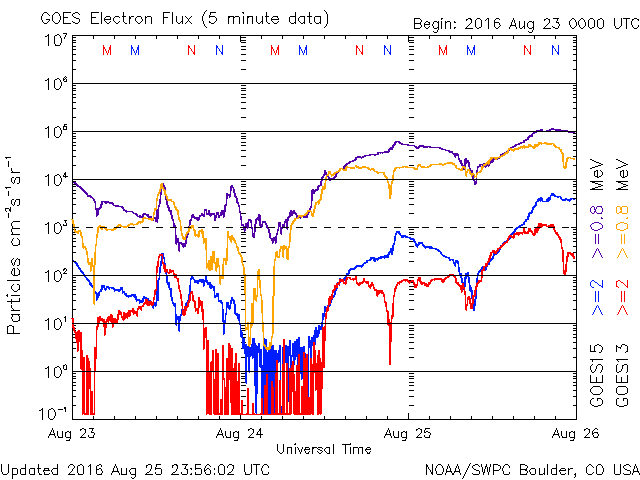 GOES Electron Flux (5 minute data)
Begin: 2016 Aug 23 0000 UTC
10⁷
M M N N M M N N M M N N
10⁶
10⁵
10⁴
10³
10²
10¹
10⁰
10⁻¹
Particles cm⁻²s⁻¹sr⁻¹
Aug 23 Aug 24 Aug 25 Aug 26
Universal Time
GOES15 >=2 >=0.8 MeV
GOES13 >=2 >=0.8 MeV
Updated 2016 Aug 25 23:56:02 UTC
NOAA/SWPC Boulder, CO USA